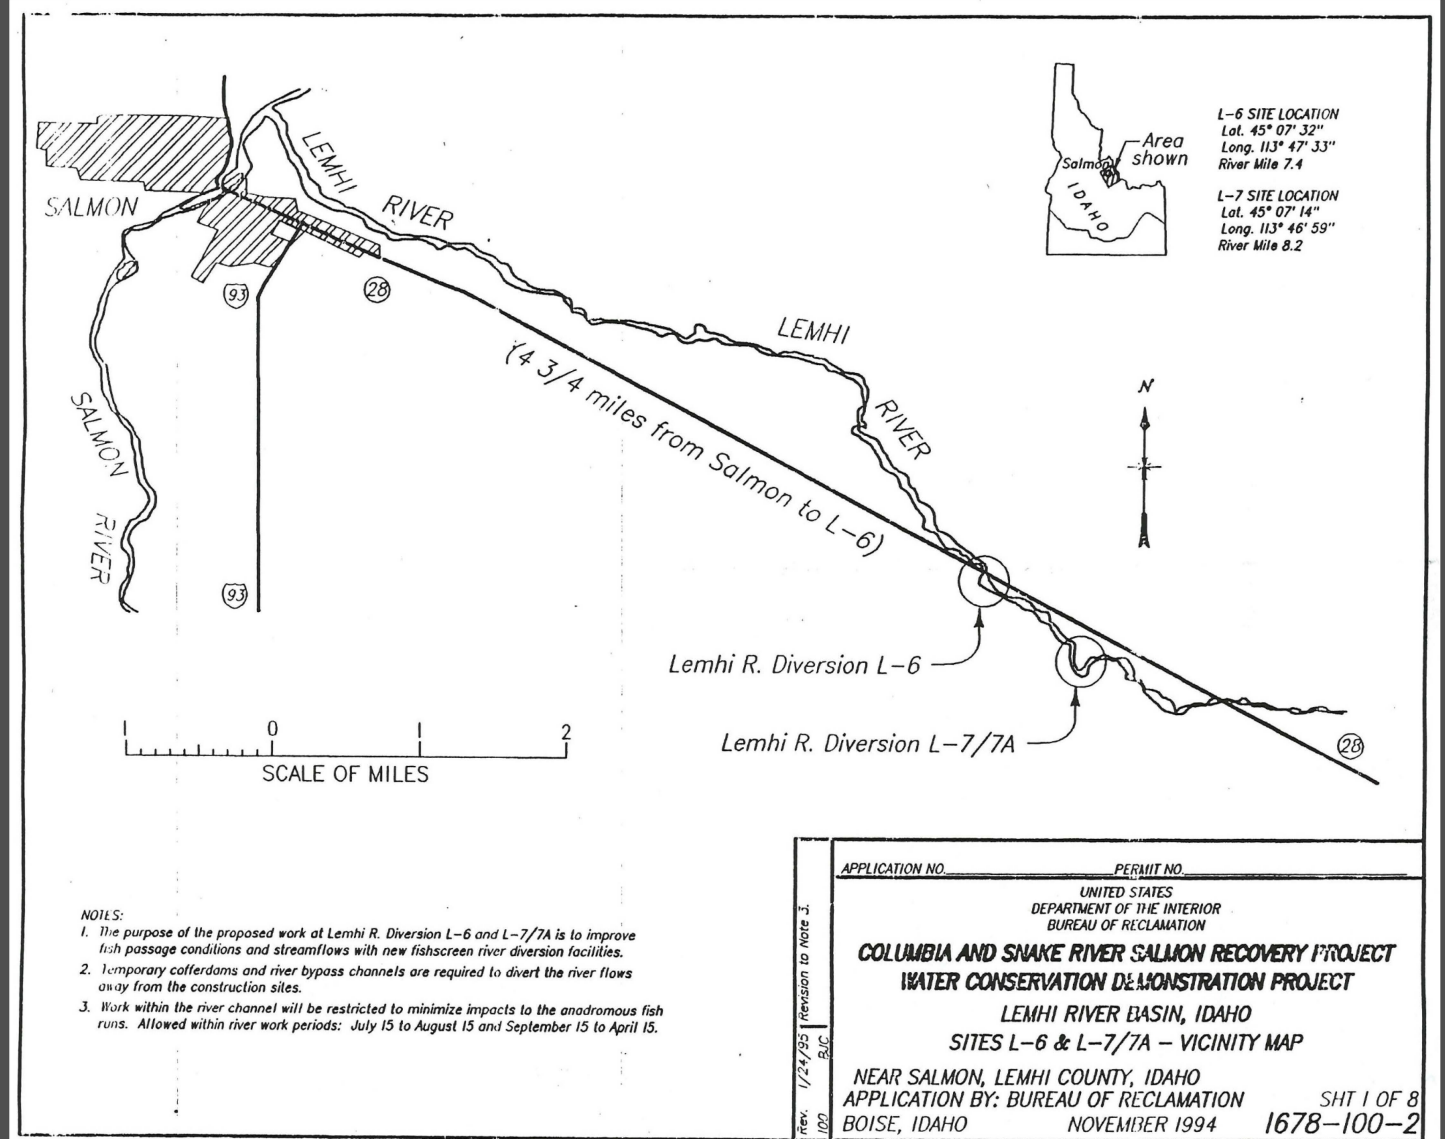 LEMHI
RIVER
SALMON
93
28
LEMHI
RIVER
(4 3/4 miles from Salmon to L-6)
SALMON
RIVER
93
Area
shown
Salmon
IDAHO
L-6 SITE LOCATION
Lat. 45° 07' 32"
Long. 113° 47' 33"
River Mile 7.4
L-7 SITE LOCATION
Lat. 45° 07' 14"
Long. 113° 46' 59"
River Mile 8.2
N
Lemhi R. Diversion L-6
Lemhi R. Diversion L-7/7A
28
1 0 1 2
SCALE OF MILES
NOTES:
1. The purpose of the proposed work at Lemhi R. Diversion L-6 and L-7/7A is to improve
fish passage conditions and streamflows with new fishscreen river diversion facilities.
2. Temporary cofferdams and river bypass channels are required to divert the river flows
away from the construction sites.
3. Work within the river channel will be restricted to minimize impacts to the anadromous fish
runs. Allowed within river work periods: July 15 to August 15 and September 15 to April 15.
Rev. 1/24/95 Revision to Note 3.
100 BJC
APPLICATION NO. PERMIT NO.
UNITED STATES
DEPARTMENT OF THE INTERIOR
BUREAU OF RECLAMATION
COLUMBIA AND SNAKE RIVER SALMON RECOVERY PROJECT
WATER CONSERVATION DEMONSTRATION PROJECT
LEMHI RIVER BASIN, IDAHO
SITES L-6 & L-7/7A - VICINITY MAP
NEAR SALMON, LEMHI COUNTY, IDAHO
APPLICATION BY: BUREAU OF RECLAMATION SHT 1 OF 8
BOISE, IDAHO NOVEMBER 1994 1678-100-2